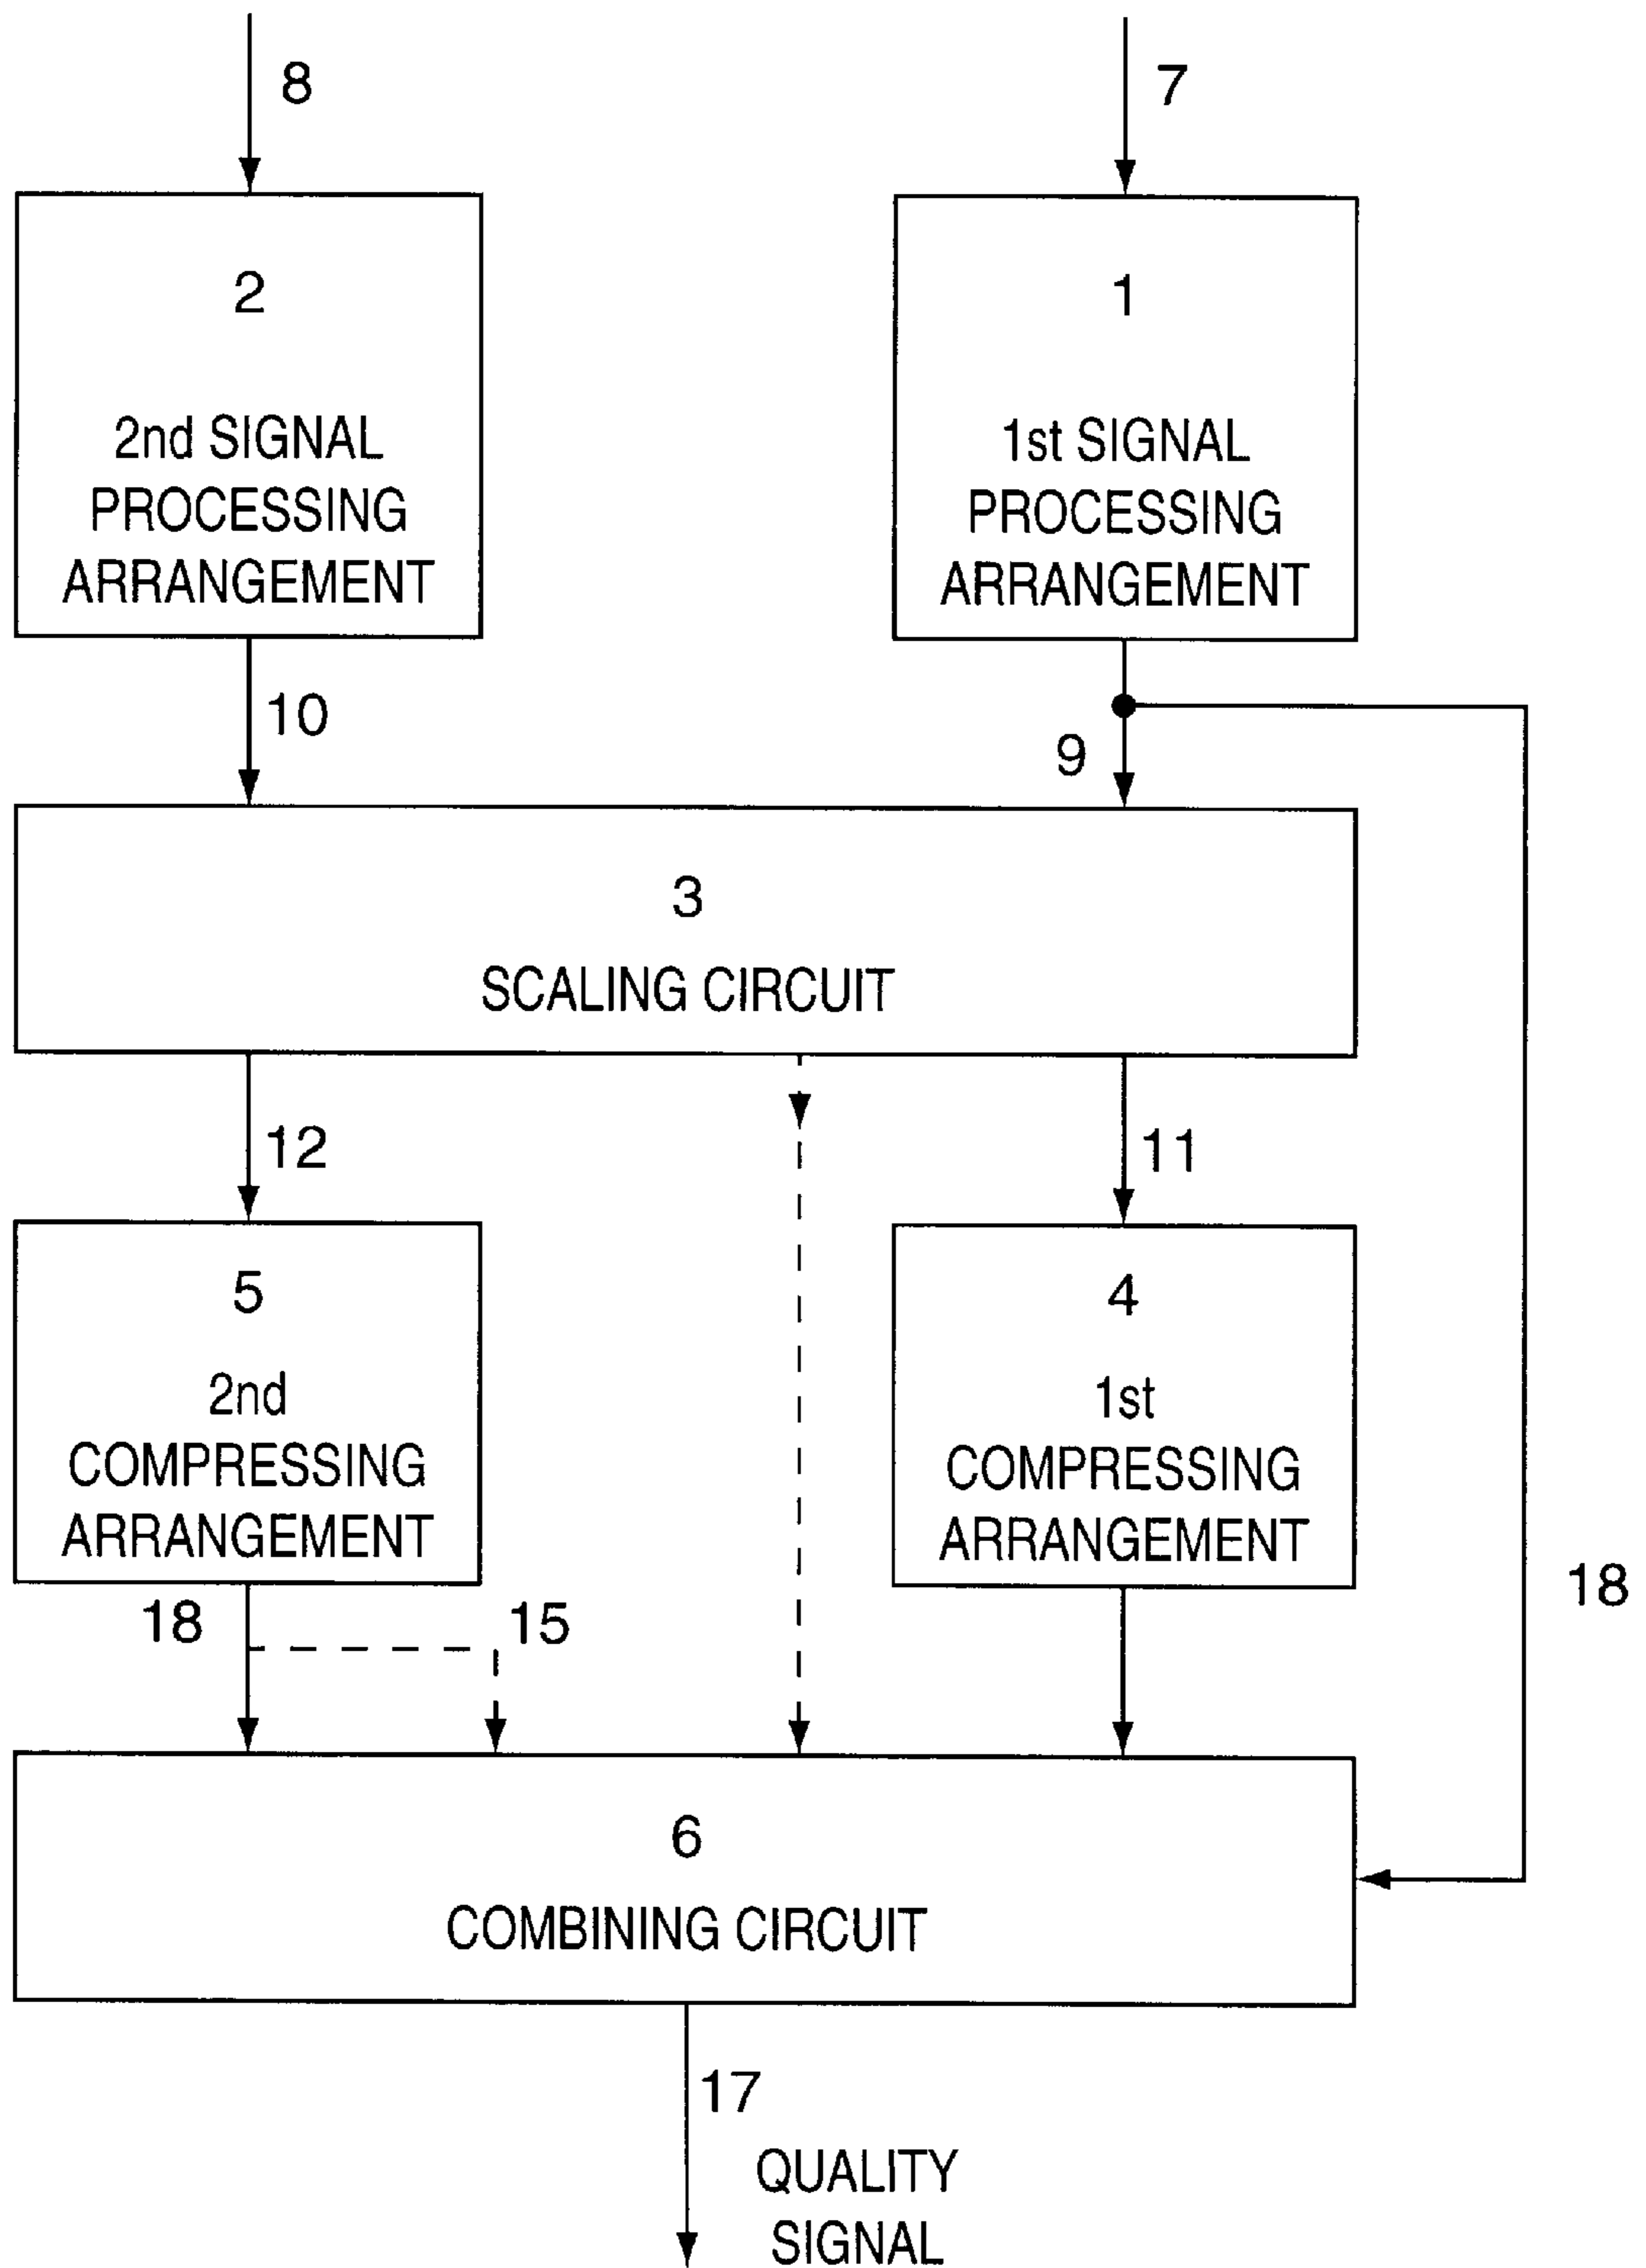 8
7
2
2nd SIGNAL
PROCESSING
ARRANGEMENT
1
1st SIGNAL
PROCESSING
ARRANGEMENT
10
9
3
SCALING CIRCUIT
12
11
5
2nd
COMPRESSING
ARRANGEMENT
4
1st
COMPRESSING
ARRANGEMENT
18
18
15
6
COMBINING CIRCUIT
17
QUALITY
SIGNAL